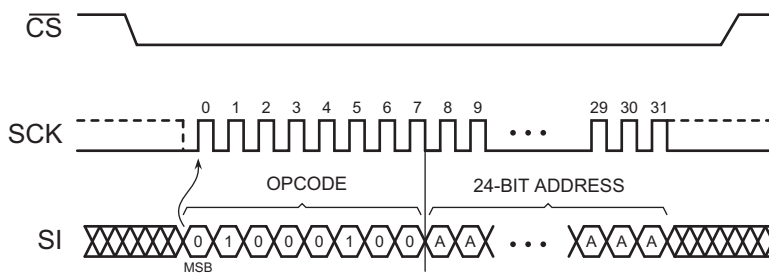 CS
0 1 2 3 4 5 6 7 8 9 29 30 31
SCK
OPCODE 24-BIT ADDRESS
SI 0 1 0 0 0 1 0 0 A A A A A
MSB